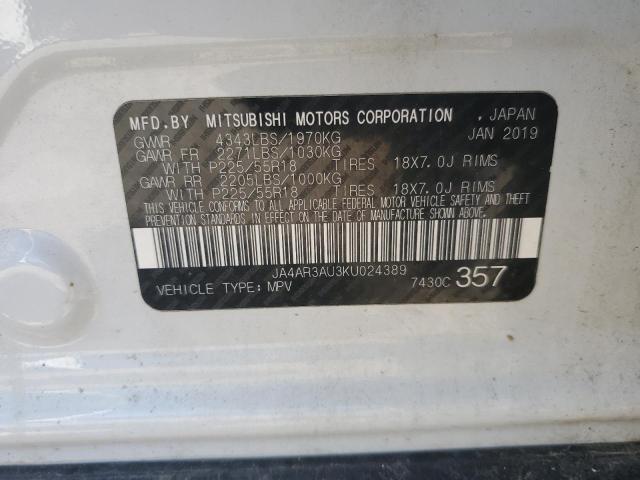 MFD.BY MITSUBISHI MOTORS CORPORATION , JAPAN
GVWR 4343LBS/1970KG JAN 2019
GAWR FR 2271LBS/1030KG
WITH P225/55R18 TIRES 18X7.0J RIMS
GAWR RR 2205LBS/1000KG
WITH P225/55R18 TIRES 18X7.0J RIMS
THIS VEHICLE CONFORMS TO ALL APPLICABLE FEDERAL MOTOR VEHICLE SAFETY AND THEFT
PREVENTION STANDARDS IN EFFECT ON THE DATE OF MANUFACTURE SHOWN ABOVE.
JA4AR3AU3KU024389
VEHICLE TYPE: MPV 7430C 357